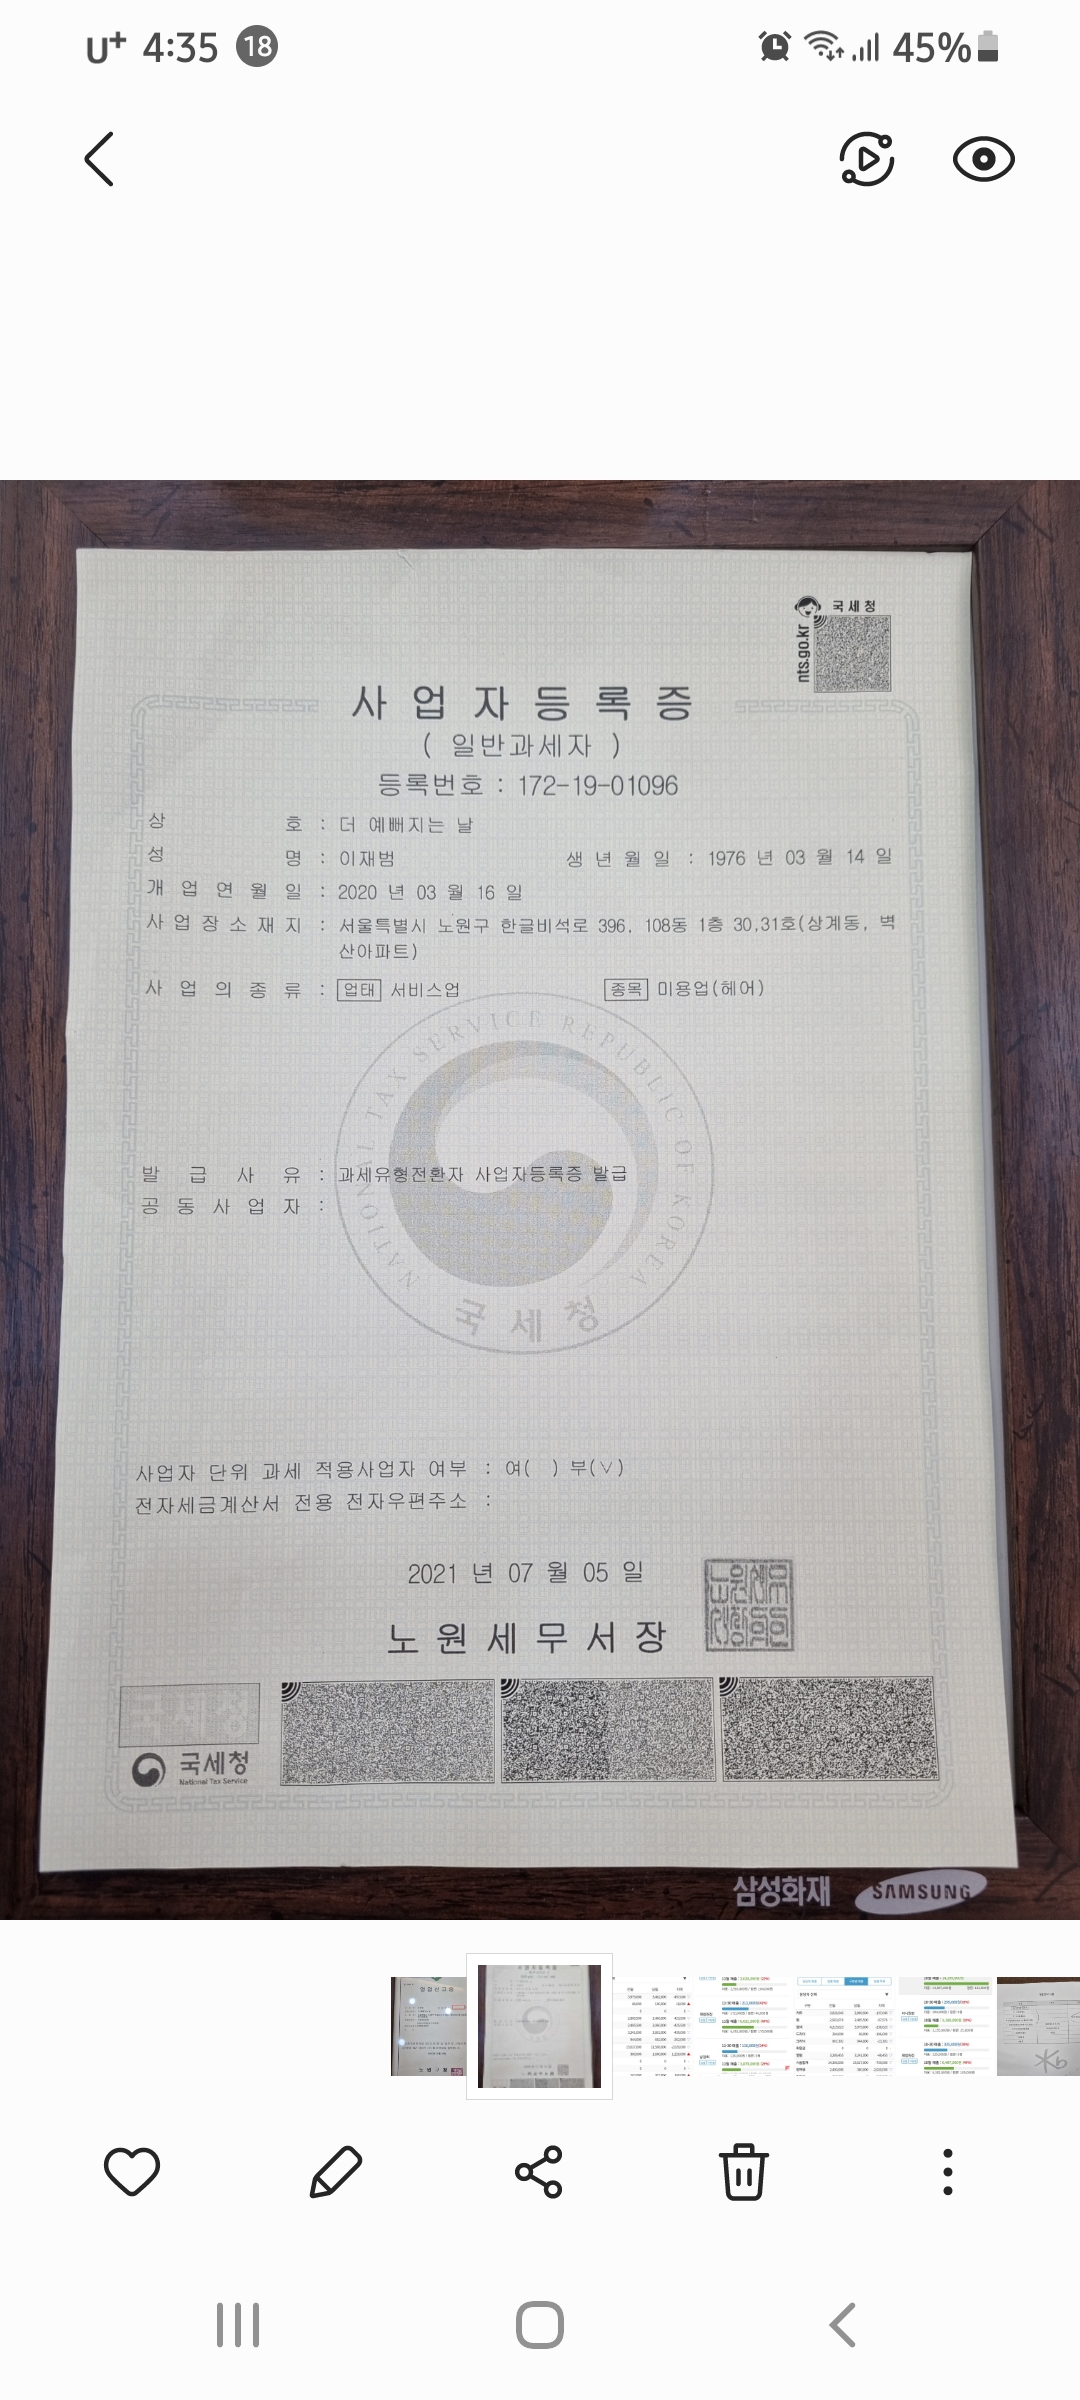 U+ 4:35 18 45%
국세청
nts.go.kr
사업자등록증
( 일반과세자 )
등록번호 : 172-19-01096
상 호 : 더 예뻐지는 날
성 명 : 이재범 생 년 월 일 : 1976 년 03 월 14 일
개 업 연 월 일 : 2020 년 03 월 16 일
사 업 장 소 재 지 : 서울특별시 노원구 한글비석로 396, 108동 1층 30,31호(상계동, 벽
산아파트)
사 업 의 종 류 : 업태 서비스업 종목 미용업(헤어)
NATIONAL TAX SERVICE REPUBLIC OF KOREA
발 급 사 유 : 과세유형전환자 사업자등록증 발급
공 동 사 업 자 :
국세청
사업자 단위 과세 적용사업자 여부 : 여( ) 부(∨)
전자세금계산서 전용 전자우편주소 :
2021 년 07 월 05 일
노원세무서장
국세청
국세청
National Tax Service
삼성화재 SAMSUNG